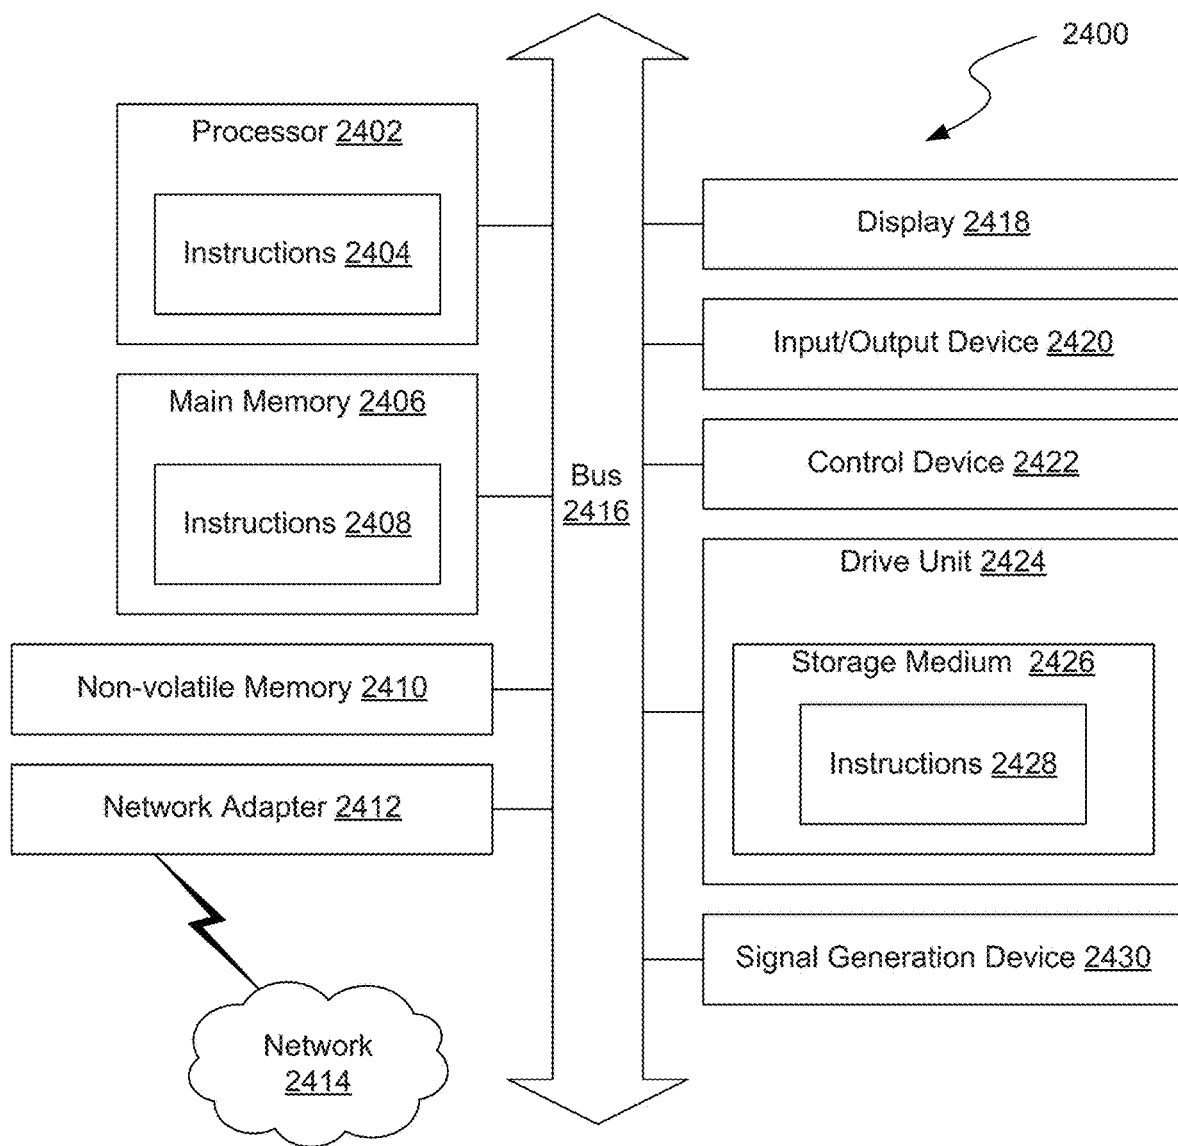 2400
Processor 2402
Instructions 2404
Main Memory 2406
Instructions 2408
Non-volatile Memory 2410
Network Adapter 2412
Network
2414
Bus
2416
Display 2418
Input/Output Device 2420
Control Device 2422
Drive Unit 2424
Storage Medium 2426
Instructions 2428
Signal Generation Device 2430